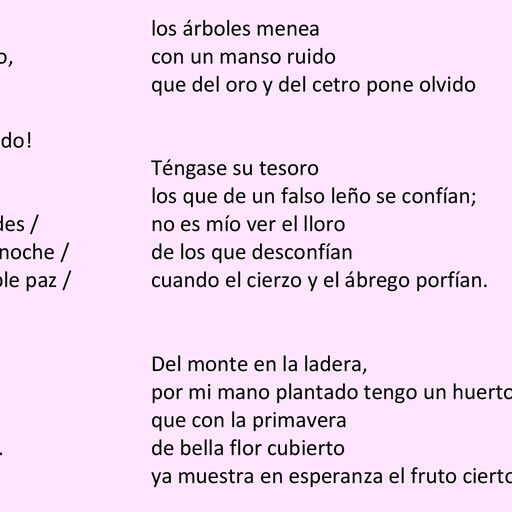 o,
do!
des /
noche /
ple paz /
.
los árboles menea
con un manso ruido
que del oro y del cetro pone olvido
Téngase su tesoro
los que de un falso leño se confían;
no es mío ver el lloro
de los que desconfían
cuando el cierzo y el ábrego porfían.
Del monte en la ladera,
por mi mano plantado tengo un huerto
que con la primavera
de bella flor cubierto
ya muestra en esperanza el fruto cierto